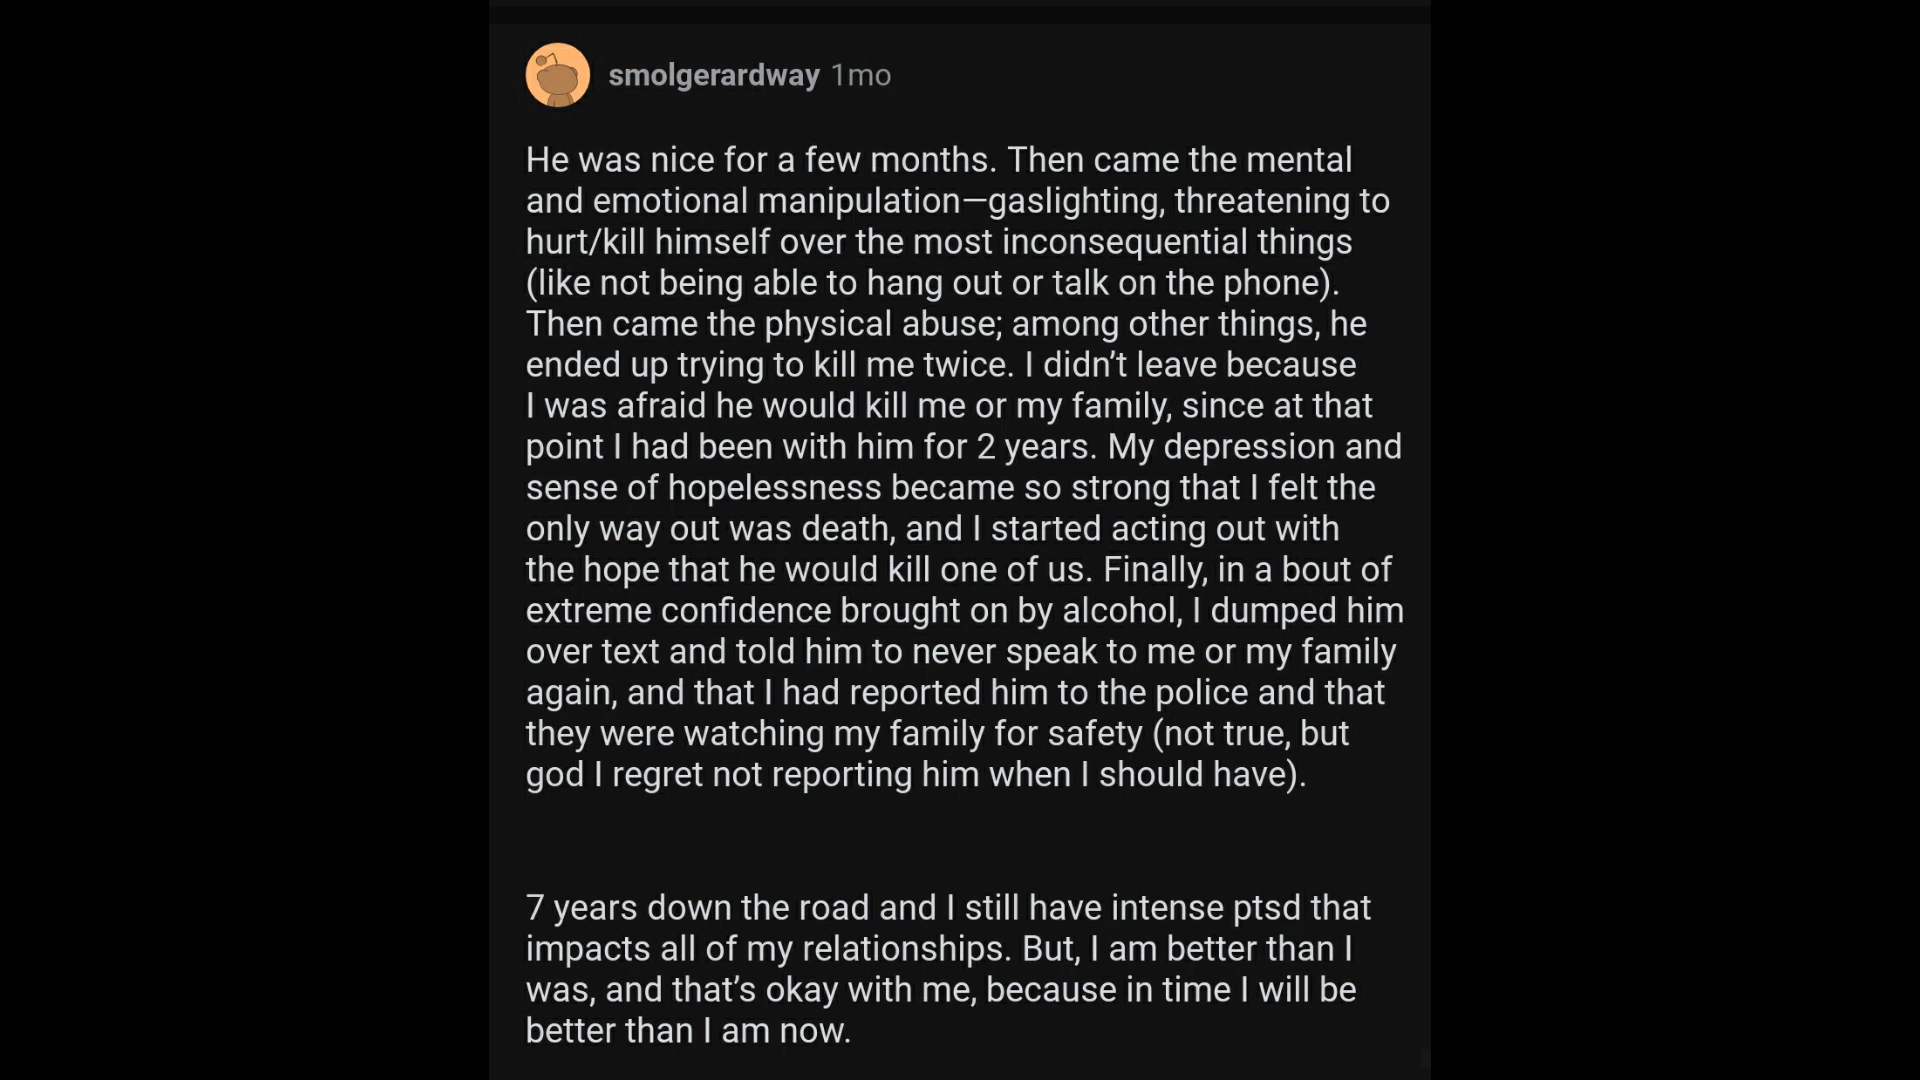 smolgerardway 1mo
He was nice for a few months. Then came the mental
and emotional manipulation—gaslighting, threatening to
hurt/kill himself over the most inconsequential things
(like not being able to hang out or talk on the phone).
Then came the physical abuse; among other things, he
ended up trying to kill me twice. I didn’t leave because
I was afraid he would kill me or my family, since at that
point I had been with him for 2 years. My depression and
sense of hopelessness became so strong that I felt the
only way out was death, and I started acting out with
the hope that he would kill one of us. Finally, in a bout of
extreme confidence brought on by alcohol, I dumped him
over text and told him to never speak to me or my family
again, and that I had reported him to the police and that
they were watching my family for safety (not true, but
god I regret not reporting him when I should have).
7 years down the road and I still have intense ptsd that
impacts all of my relationships. But, I am better than I
was, and that’s okay with me, because in time I will be
better than I am now.